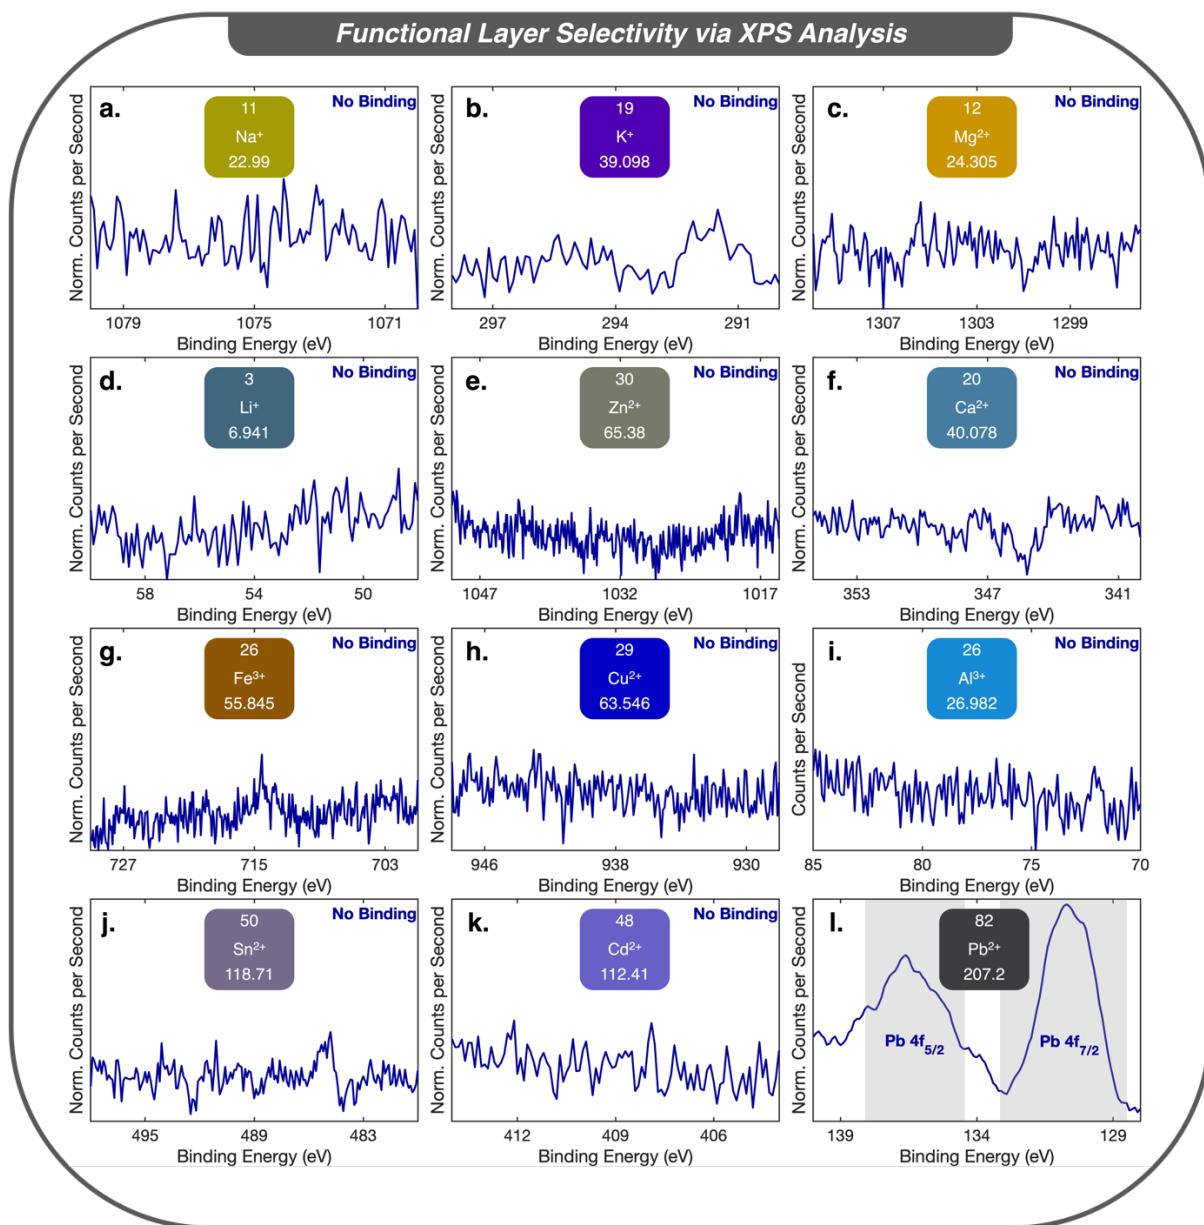 Functional Layer Selectivity via XPS Analysis
a.
11
Na⁺
22.99
No Binding
Norm. Counts per Second
1079 1075 1071
Binding Energy (eV)
b.
19
K⁺
39.098
No Binding
Norm. Counts per Second
297 294 291
Binding Energy (eV)
c.
12
Mg²⁺
24.305
No Binding
Norm. Counts per Second
1307 1303 1299
Binding Energy (eV)
d.
3
Li⁺
6.941
No Binding
Norm. Counts per Second
58 54 50
Binding Energy (eV)
e.
30
Zn²⁺
65.38
No Binding
Norm. Counts per Second
1047 1032 1017
Binding Energy (eV)
f.
20
Ca²⁺
40.078
No Binding
Norm. Counts per Second
353 347 341
Binding Energy (eV)
g.
26
Fe³⁺
55.845
No Binding
Norm. Counts per Second
727 715 703
Binding Energy (eV)
h.
29
Cu²⁺
63.546
No Binding
Norm. Counts per Second
946 938 930
Binding Energy (eV)
i.
26
Al³⁺
26.982
No Binding
Counts per Second
85 80 75 70
Binding Energy (eV)
j.
50
Sn²⁺
118.71
No Binding
Norm. Counts per Second
495 489 483
Binding Energy (eV)
k.
48
Cd²⁺
112.41
No Binding
Norm. Counts per Second
412 409 406
Binding Energy (eV)
l.
82
Pb²⁺
207.2
Pb 4f5/2
Pb 4f7/2
Norm. Counts per Second
139 134 129
Binding Energy (eV)